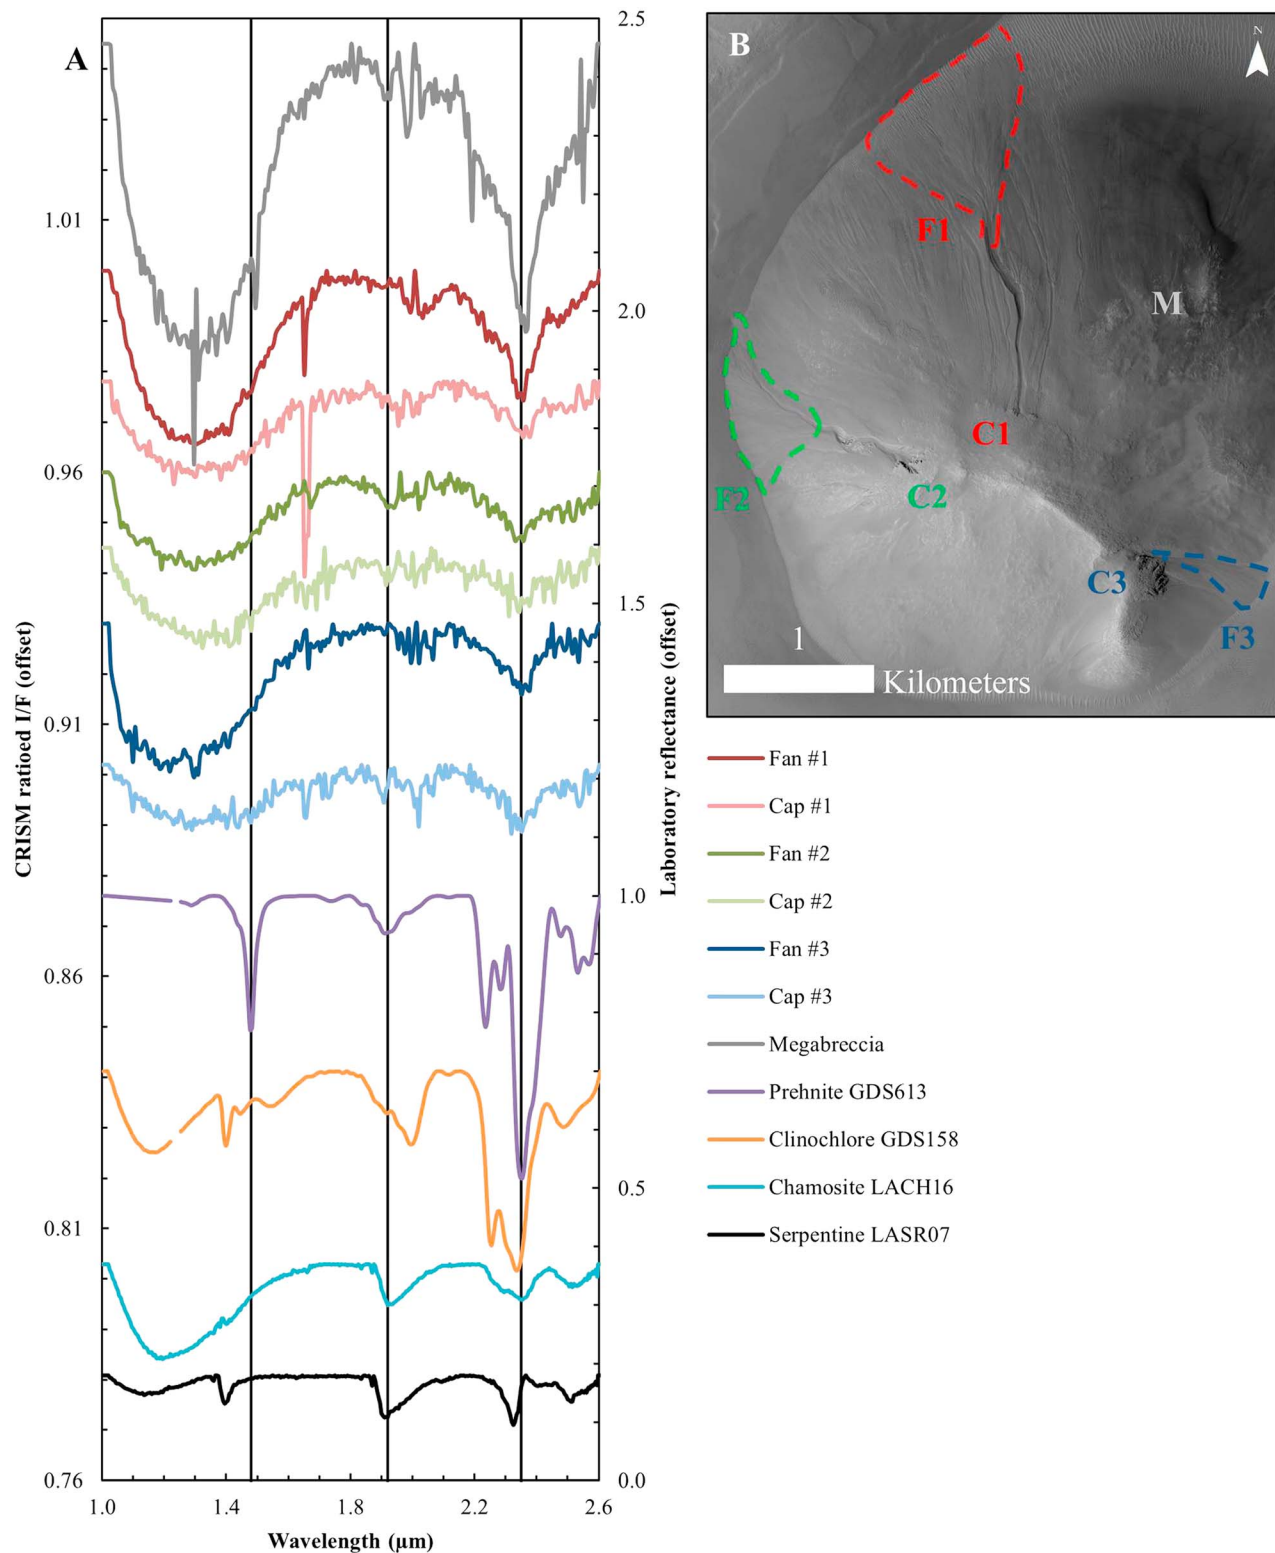 A
CRISM ratioed I/F (offset)
1.01
0.96
0.91
0.86
0.81
0.76
2.5
2.0
1.5
1.0
0.5
0.0
Laboratory reflectance (offset)
1.0 1.4 1.8 2.2 2.6
Wavelength (µm)
B
N
F1
M
C1
F2
C2
C3
F3
1
Kilometers
Fan #1
Cap #1
Fan #2
Cap #2
Fan #3
Cap #3
Megabreccia
Prehnite GDS613
Clinochlore GDS158
Chamosite LACH16
Serpentine LASR07